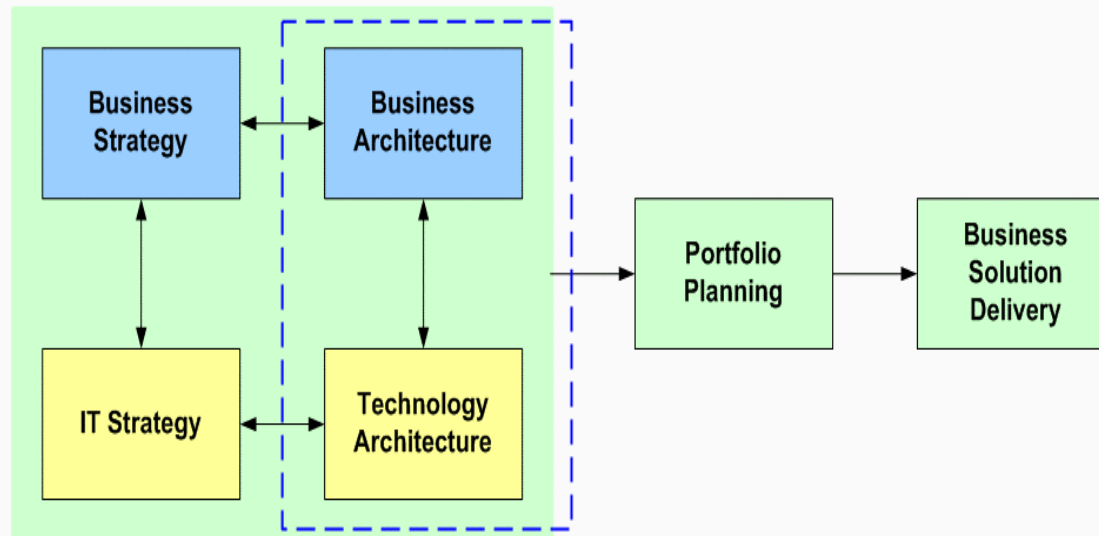 Business
Strategy
Business
Architecture
Portfolio
Planning
Business
Solution
Delivery
IT Strategy
Technology
Architecture